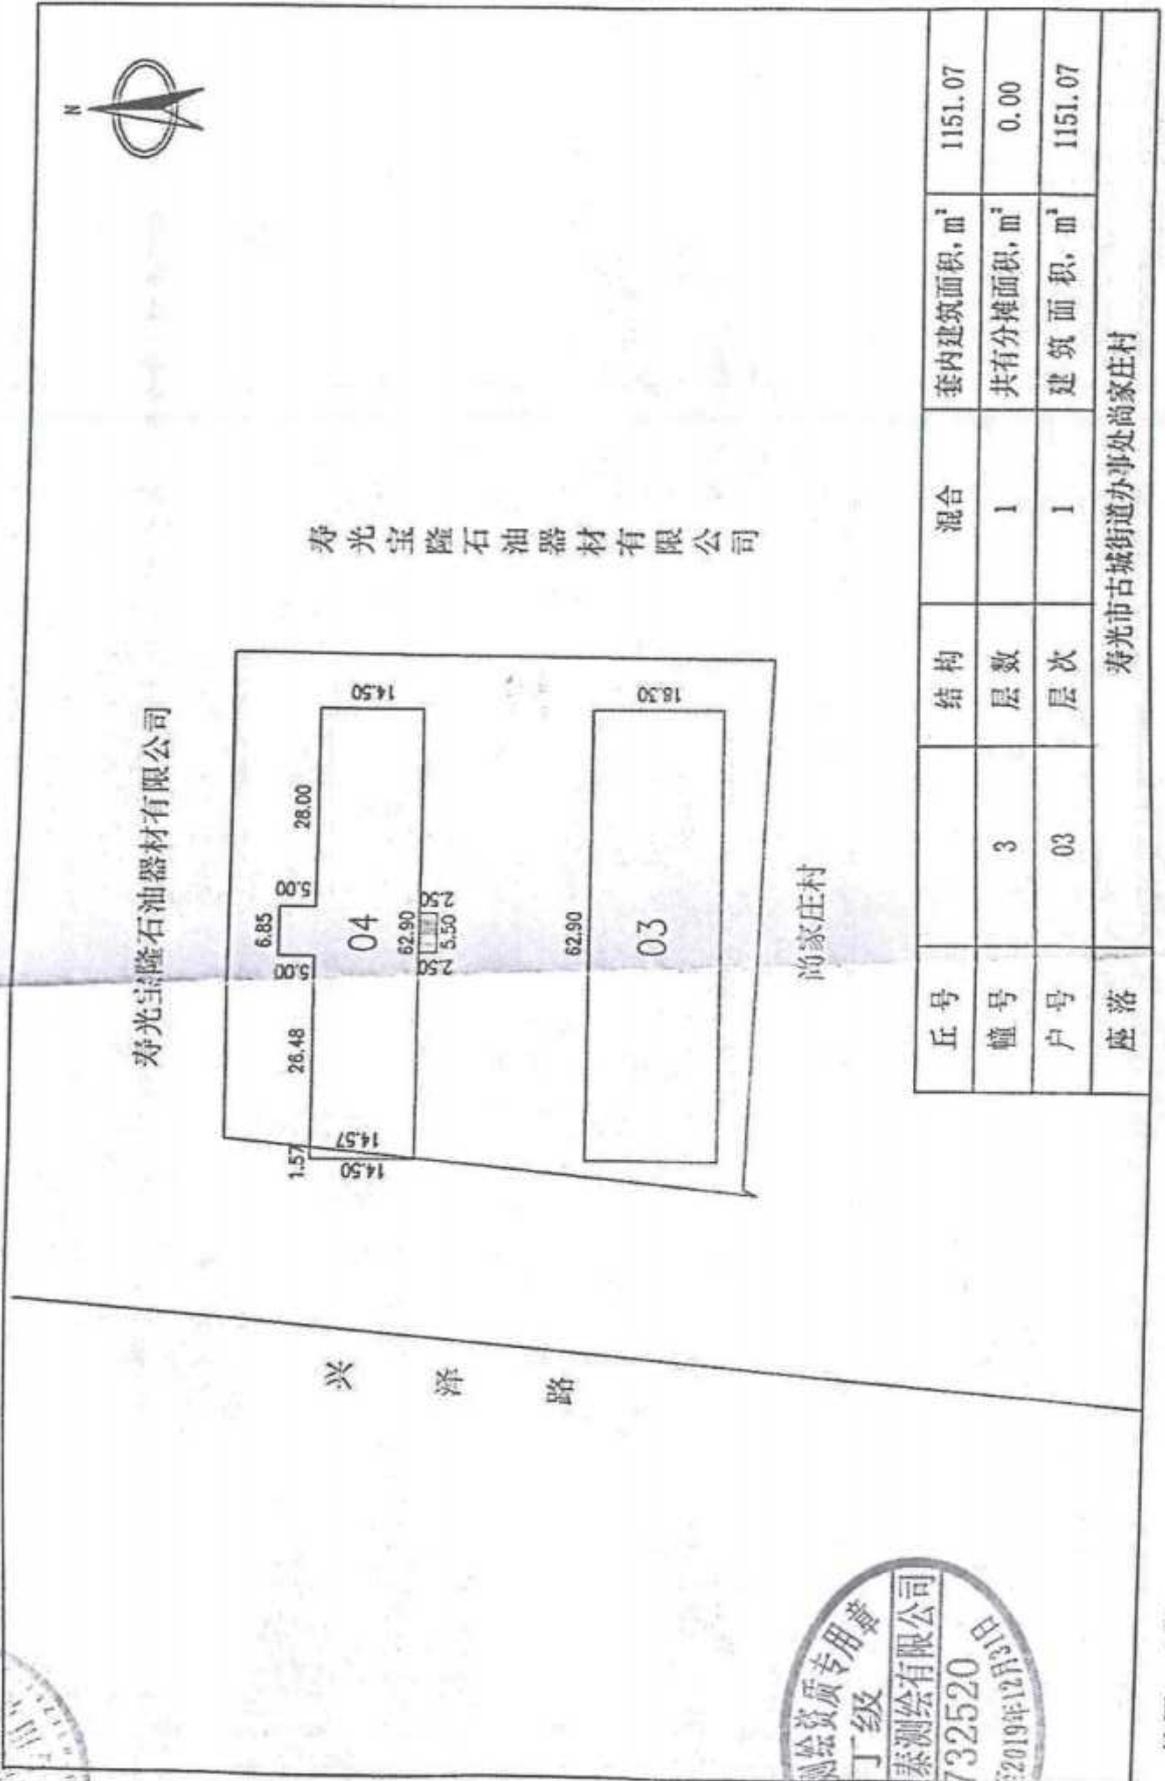 N
寿光宝隆石油器材有限公司
寿光宝隆石油器材有限公司
6.85
5.00
5.00
28.00
26.48
1.57
14.57
14.50
14.50
04
62.90
2.50
5.50
2.50
62.90
18.30
03
尚家庄村
兴泽路
丘号 结构 混合 套内建筑面积,m² 1151.07
幢号 3 层数 1 共有分摊面积,m² 0.00
户号 03 层次 1 建筑面积,m² 1151.07
座落 寿光市古城街道办事处尚家庄村
测绘资质专用章
丁级
泰测绘有限公司
732520
2019年12月31日